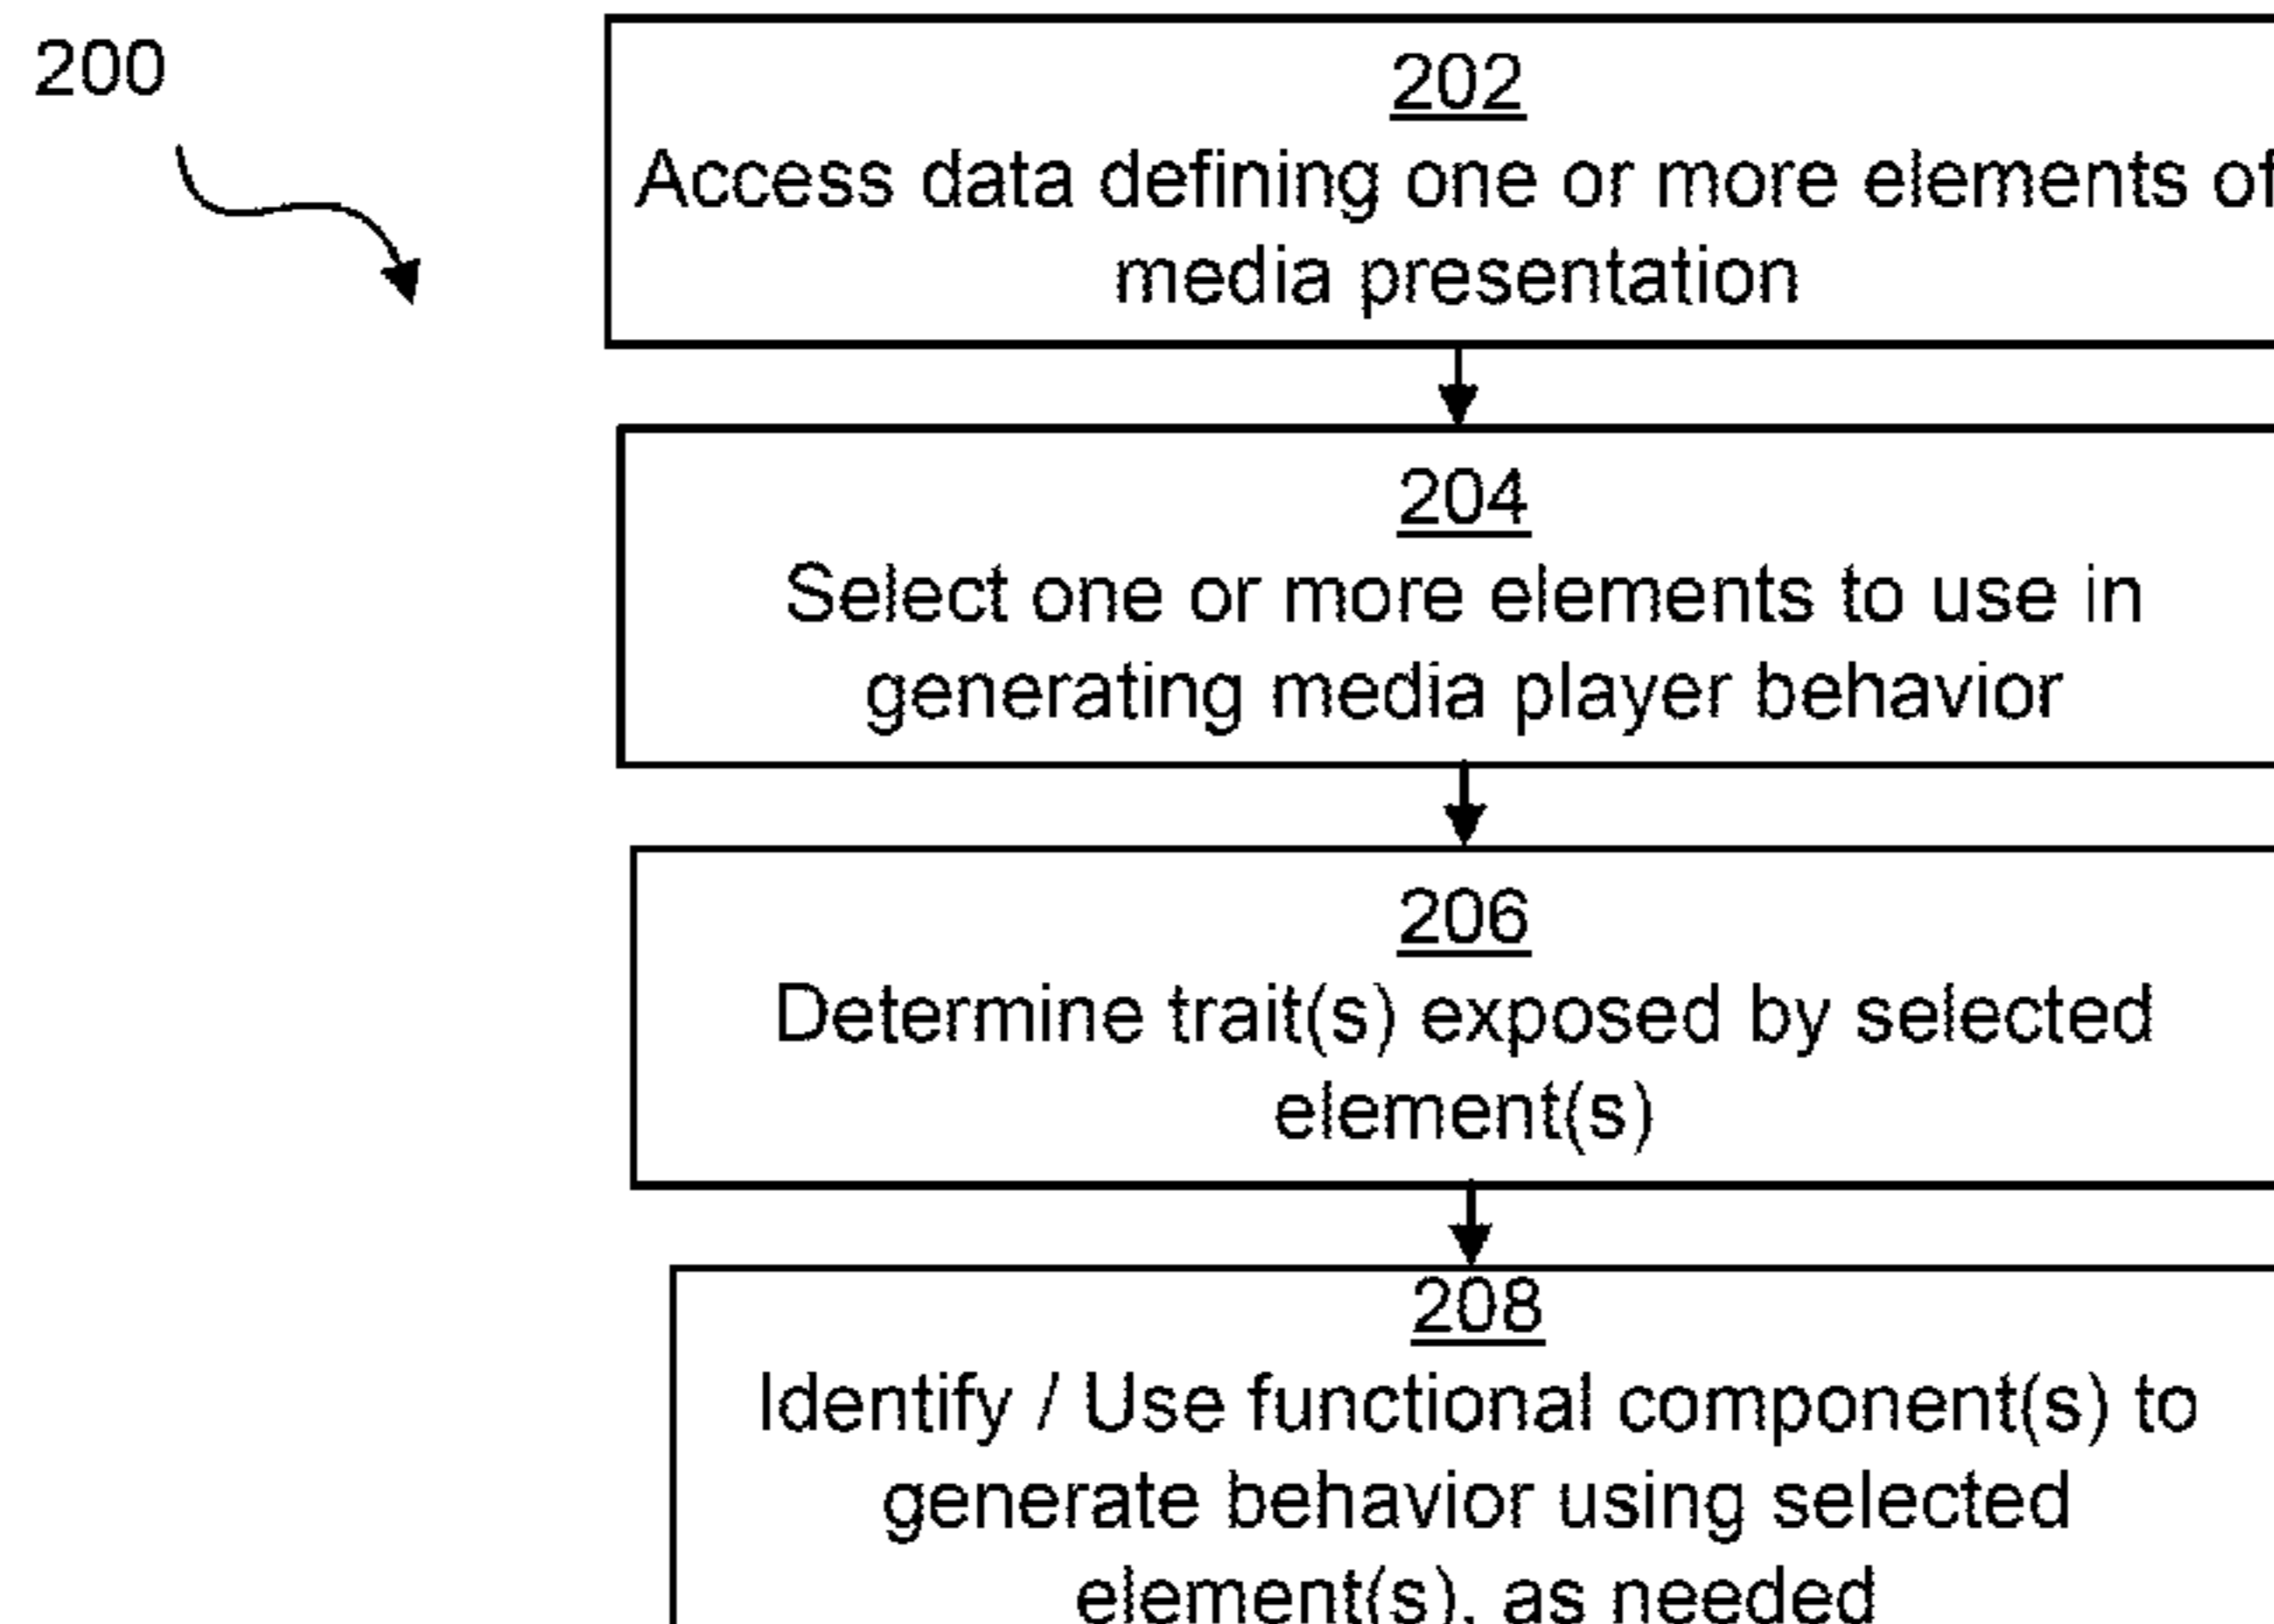 200
202
Access data defining one or more elements of
media presentation
204
Select one or more elements to use in
generating media player behavior
206
Determine trait(s) exposed by selected
element(s)
208
Identify / Use functional component(s) to
generate behavior using selected
element(s), as needed